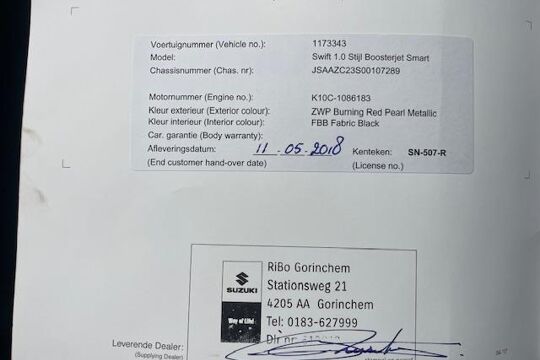 Voertuignummer (Vehicle no.): 1173343
Model: Swift 1.0 Stijl Boosterjet Smart
Chassisnummer (Chas. nr): JSAAZC23S00107289
Motornummer (Engine no.): K10C-1086183
Kleur exterieur (Exterior colour): ZWP Burning Red Pearl Metallic
Kleur interieur (Interior colour): FBB Fabric Black
Car. garantie (Body warranty):
Afleveringsdatum: 11-05-2018 Kenteken: SN-507-R
(End customer hand-over date) (License no.)
RiBo Gorinchem
Stationsweg 21
SUZUKI
4205 AA Gorinchem
Way of Life!
Tel: 0183-627999
Dlr nr.
Leverende Dealer:
(Supplying Dealer)